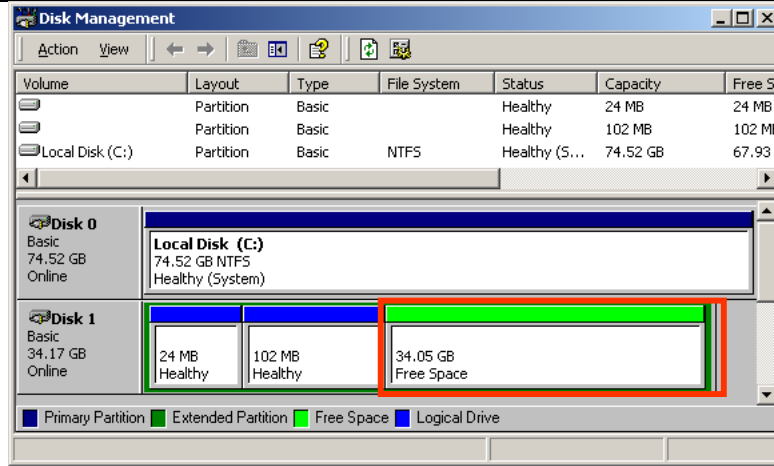 Disk Management
Action View
Volume Layout Type File System Status Capacity Free S
Partition Basic Healthy 24 MB 24 MB
Partition Basic Healthy 102 MB 102 M
Local Disk (C:) Partition Basic NTFS Healthy (S... 74.52 GB 67.93
Disk 0
Basic
74.52 GB
Online
Local Disk (C:)
74.52 GB NTFS
Healthy (System)
Disk 1
Basic
34.17 GB
Online
24 MB
Healthy
102 MB
Healthy
34.05 GB
Free Space
Primary Partition Extended Partition Free Space Logical Drive